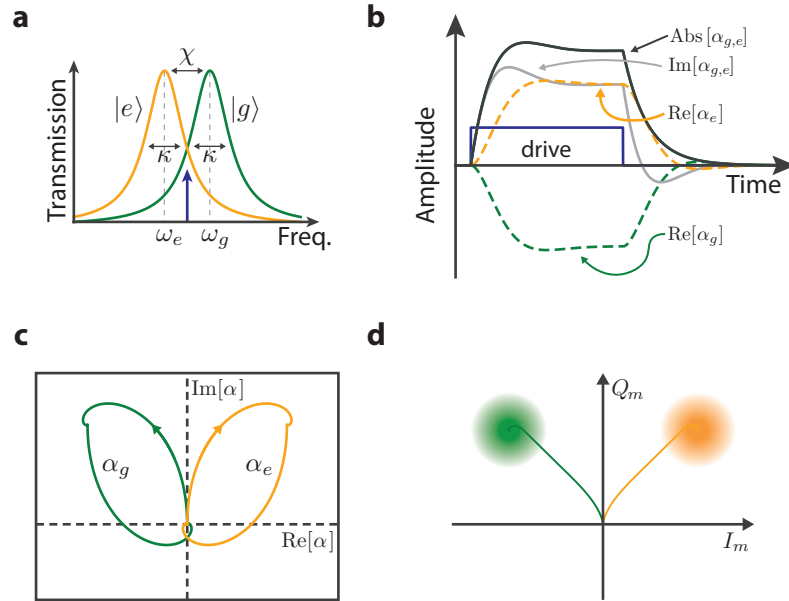 a
χ
|e⟩
|g⟩
κ
κ
Transmission
ω_e
ω_g
Freq.
b
Abs[α_{g,e}]
Im[α_{g,e}]
Re[α_e]
drive
Amplitude
Time
Re[α_g]
c
Im[α]
α_g
α_e
Re[α]
d
Q_m
I_m